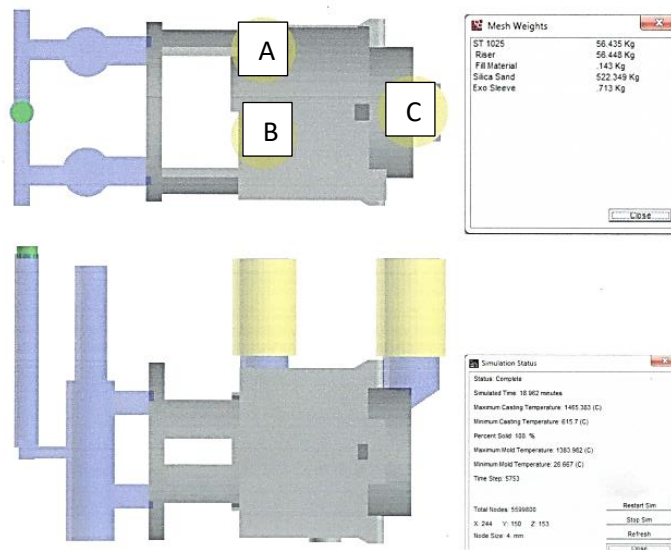 A
B
C
Mesh Weights
ST 1025 56.435 Kg
Riser 56.448 Kg
Fill Material .143 Kg
Silica Sand 522.349 Kg
Exo Sleeve .713 Kg
Close
Simulation Status
Status: Complete
Simulated Time: 18.962 minutes
Maximum Casting Temperature: 1465.383 (C)
Minimum Casting Temperature: 615.7 (C)
Percent Solid: 100. %
Maximum Mold Temperature: 1383.962 (C)
Minimum Mold Temperature: 26.667 (C)
Time Step: 5753
Total Nodes: 5599800
Restart Sim
X: 244 Y: 150 Z: 153
Stop Sim
Node Size: 4. mm
Refresh
Close